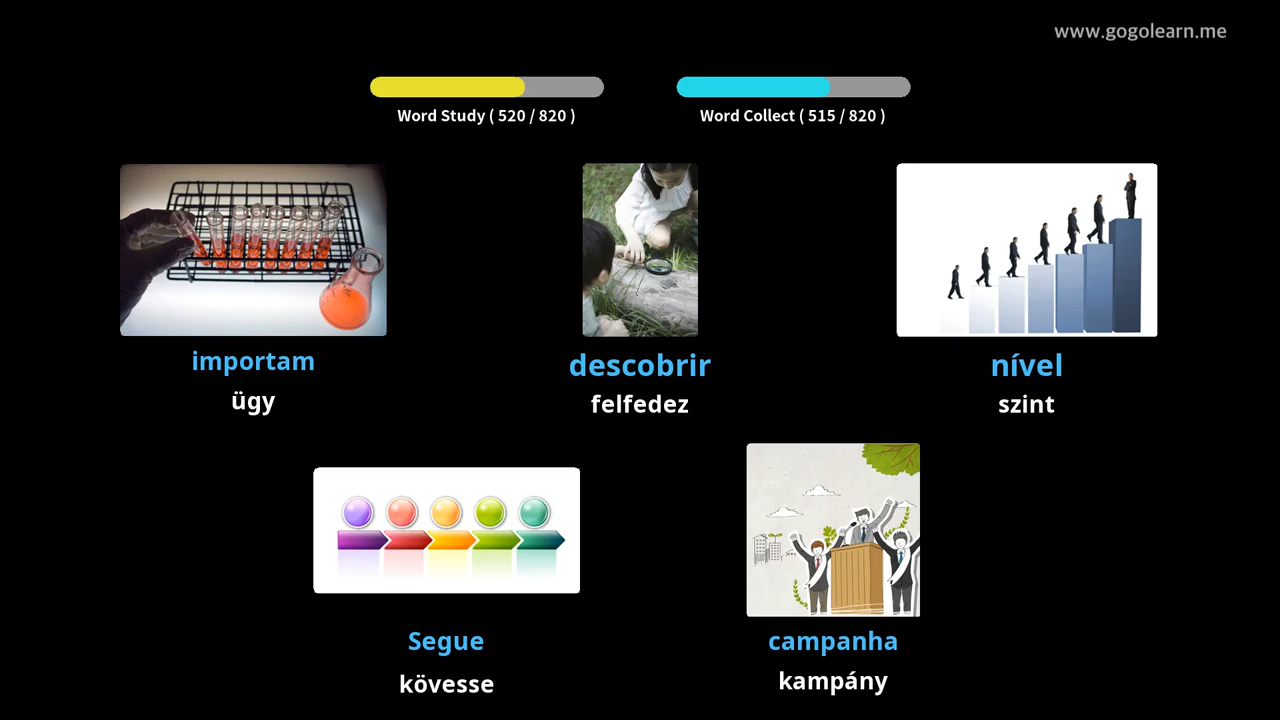 www.gogolearn.me
Word Study ( 520 / 820 )
Word Collect ( 515 / 820 )
importam
ügy
descobrir
felfedez
nível
szint
Segue
kövesse
campanha
kampány